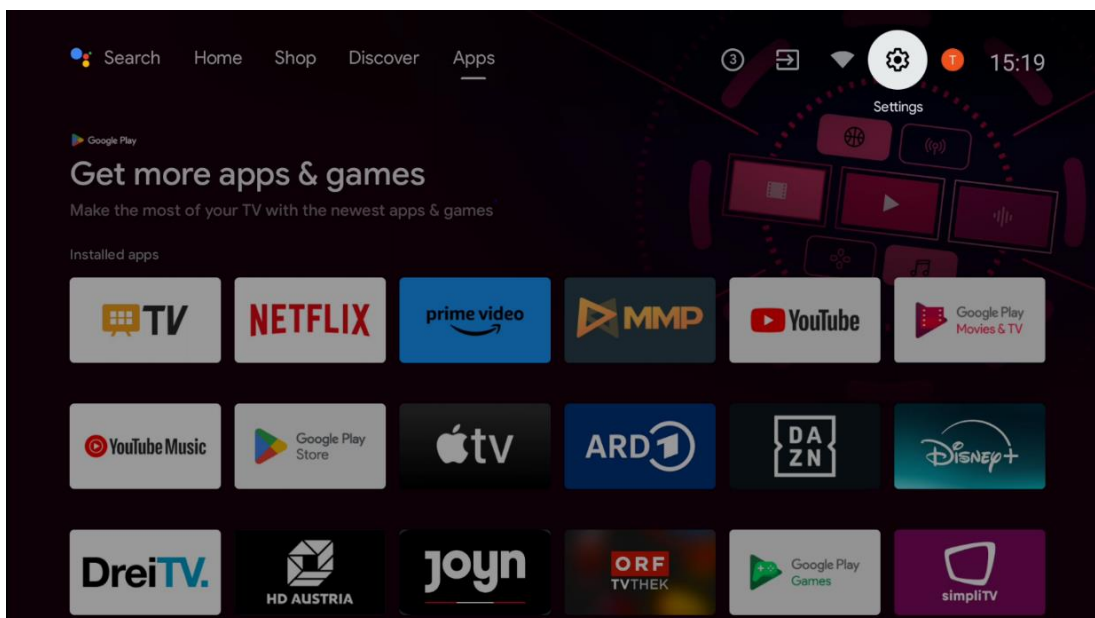 Search Home Shop Discover Apps 3 T 15:19
Settings
Google Play
Get more apps & games
Make the most of your TV with the newest apps & games
Installed apps
TV NETFLIX prime video MMP YouTube Google Play Movies & TV
YouTube Music Google Play Store tv ARD 1 DAZN Disney+
DreiTV. HD AUSTRIA joyn ORF TVTHEK Google Play Games simpliTV